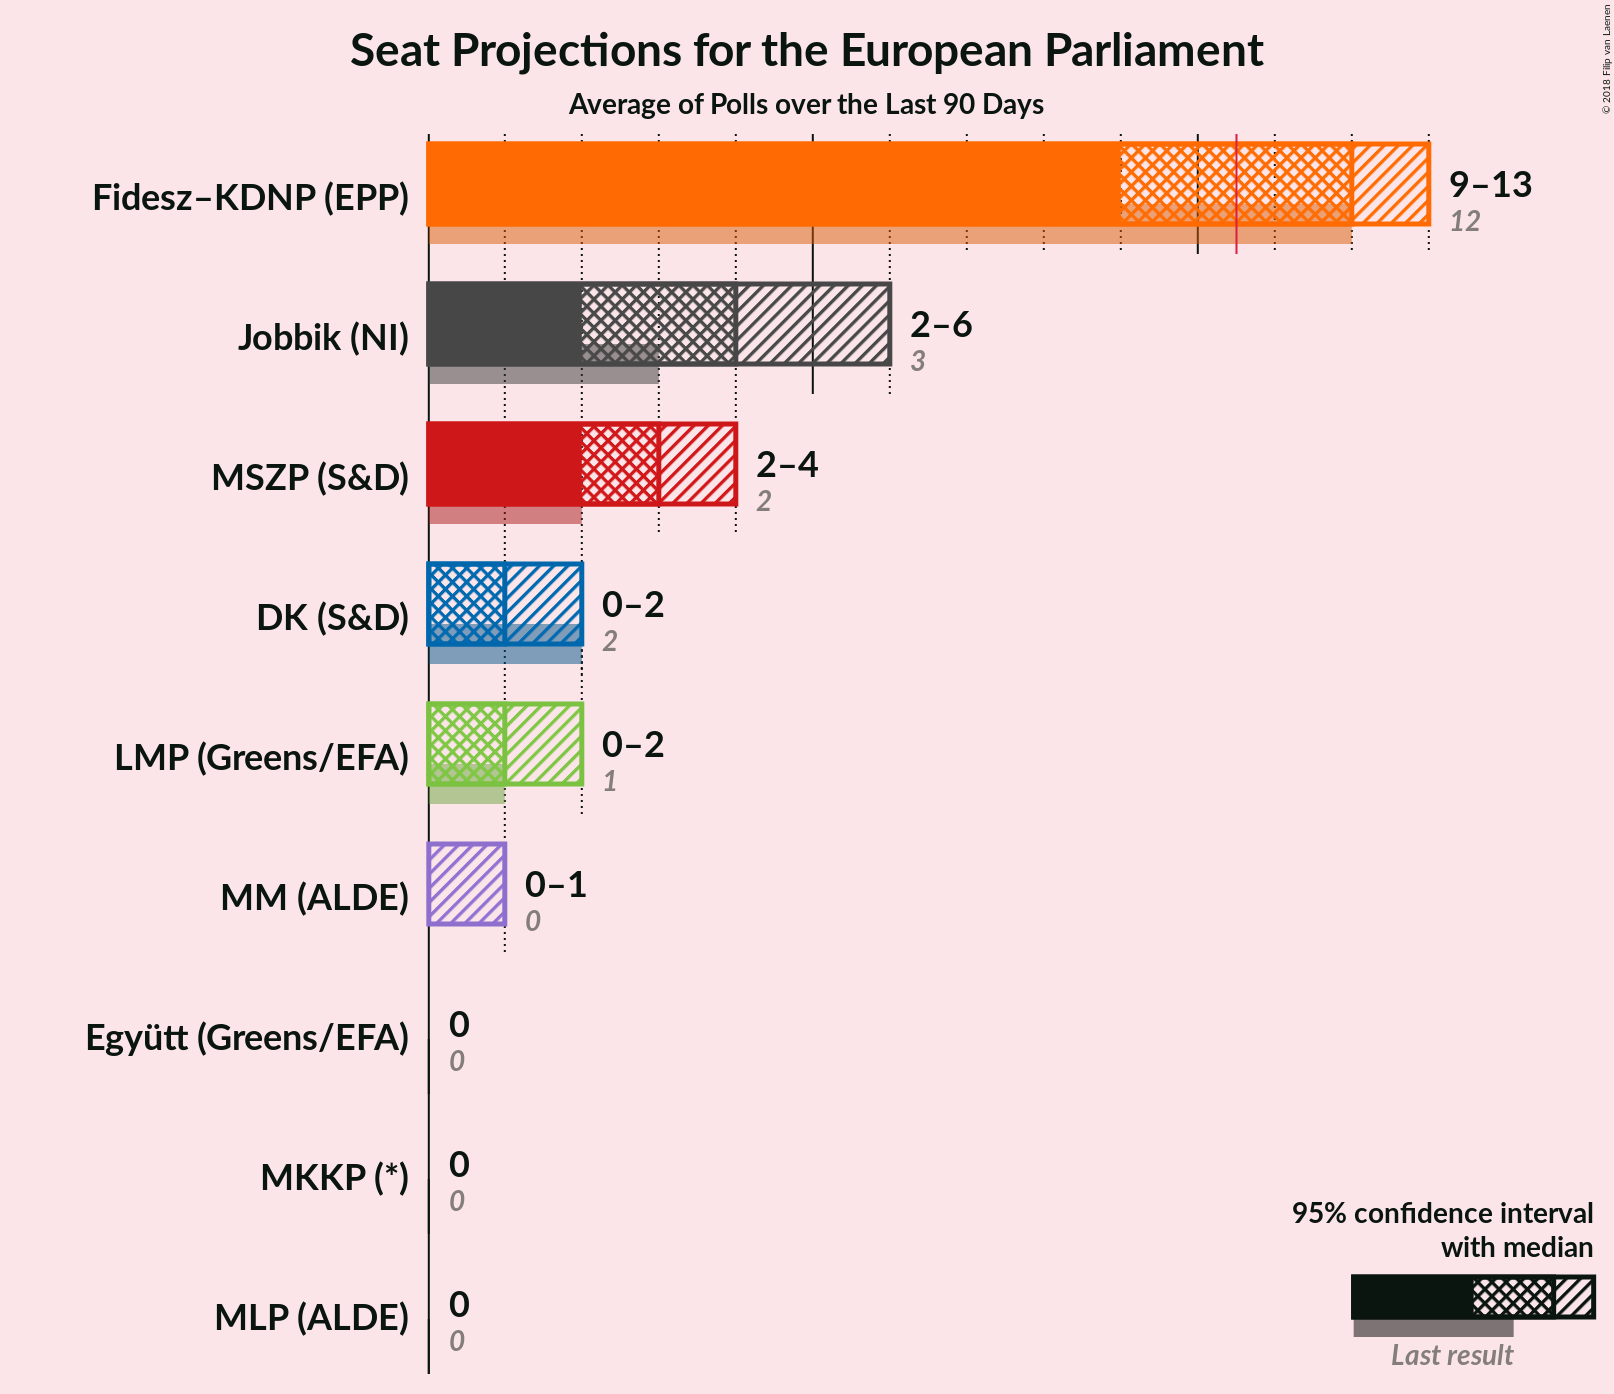 Seat Projections for the European Parliament
Average of Polls over the Last 90 Days
© 2018 Filip van Laenen
Fidesz–KDNP (EPP)
9–13
12
Jobbik (NI)
2–6
3
MSZP (S&D)
2–4
2
DK (S&D)
0–2
2
LMP (Greens/EFA)
0–2
1
MM (ALDE)
0–1
0
Együtt (Greens/EFA)
0
0
MKKP (*)
0
0
MLP (ALDE)
0
0
95% confidence interval
with median
Last result